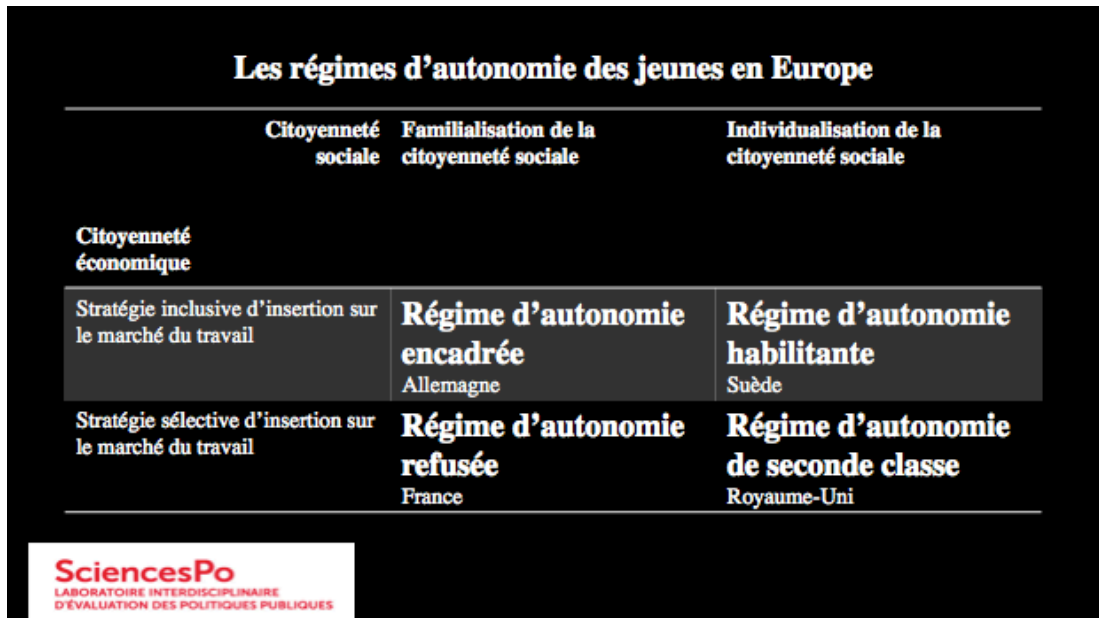 Les régimes d’autonomie des jeunes en Europe
Citoyenneté
sociale
Familialisation de la
citoyenneté sociale
Individualisation de la
citoyenneté sociale
Citoyenneté
économique
Stratégie inclusive d’insertion sur
le marché du travail
Régime d’autonomie
encadrée
Allemagne
Régime d’autonomie
habilitante
Suède
Stratégie sélective d’insertion sur
le marché du travail
Régime d’autonomie
refusée
France
Régime d’autonomie
de seconde classe
Royaume-Uni
SciencesPo
LABORATOIRE INTERDISCIPLINAIRE
D’ÉVALUATION DES POLITIQUES PUBLIQUES